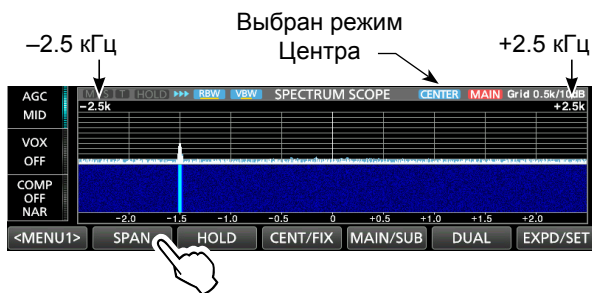 Выбран режим
Центра
–2.5 кГц
+2.5 кГц
AGC
MID
HOLD ►►► RBW VBW SPECTRUM SCOPE CENTER MAIN Grid 0.5k/10dB
–2.5k +2.5k
VOX
OFF
COMP
OFF
NAR
-2.0 -1.5 -1.0 -0.5 0 +0.5 +1.0 +1.5 +2.0
<MENU1> SPAN HOLD CENT/FIX MAIN/SUB DUAL EXPD/SET